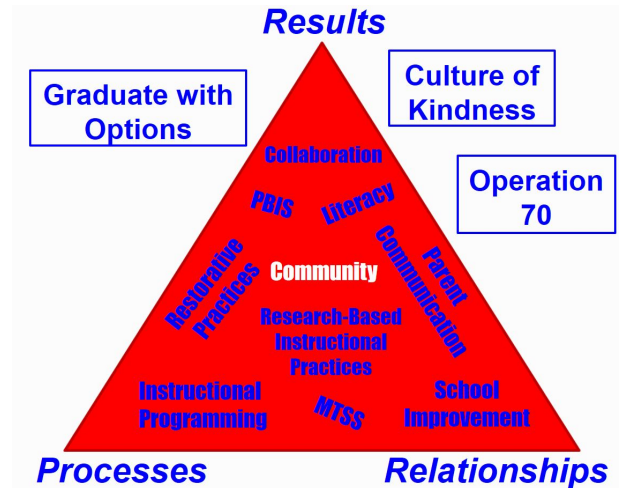 Results
Graduate with
Options
Culture of
Kindness
Operation
70
Collaboration
PBIS
Literacy
Restorative
Practices
Community
Parent
Communication
Research-Based
Instructional
Practices
Instructional
Programming
MTSS
School
Improvement
Processes
Relationships